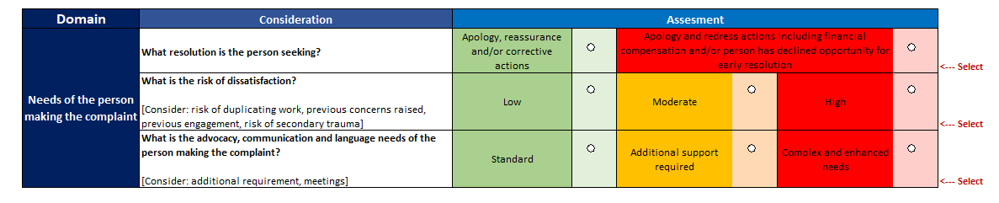 Domain Consideration Assesment
Needs of the person
making the complaint
What resolution is the person seeking?
Apology, reassurance
and/or corrective
actions
Apology and redress actions including financial
compensation and/or person has declined opportunity for
early resolution
<--- Select
What is the risk of dissatisfaction?
[Consider: risk of duplicating work, previous concerns raised,
previous engagement, risk of secondary trauma]
Low
Moderate
High
<--- Select
What is the advocacy, communication and language needs of the
person making the complaint?
[Consider: additional requirement, meetings]
Standard
Additional support
required
Complex and enhanced
needs
<--- Select